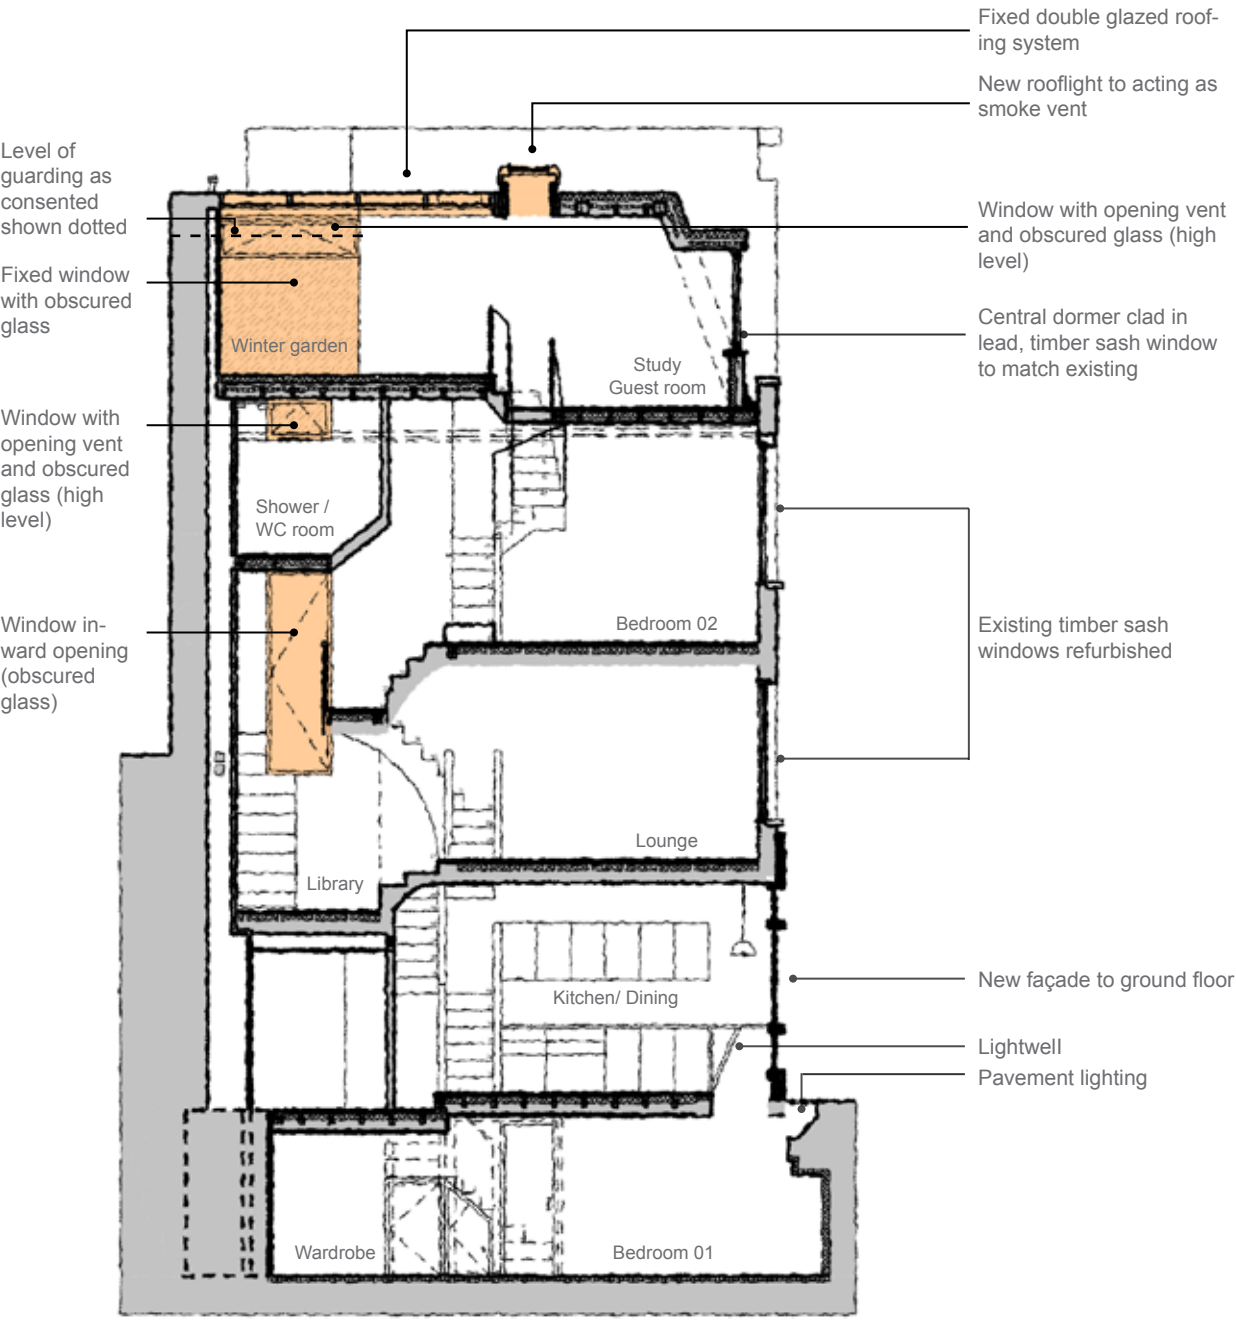 Fixed double glazed roof-
ing system
New rooflight to acting as
smoke vent
Level of
guarding as
consented
shown dotted
Window with opening vent
and obscured glass (high
level)
Fixed window
with obscured
glass
Central dormer clad in
lead, timber sash window
to match existing
Winter garden
Study
Guest room
Window with
opening vent
and obscured
glass (high
level)
Shower /
WC room
Bedroom 02
Window in-
ward opening
(obscured
glass)
Existing timber sash
windows refurbished
Lounge
Library
Kitchen/ Dining
New façade to ground floor
Lightwell
Pavement lighting
Wardrobe
Bedroom 01